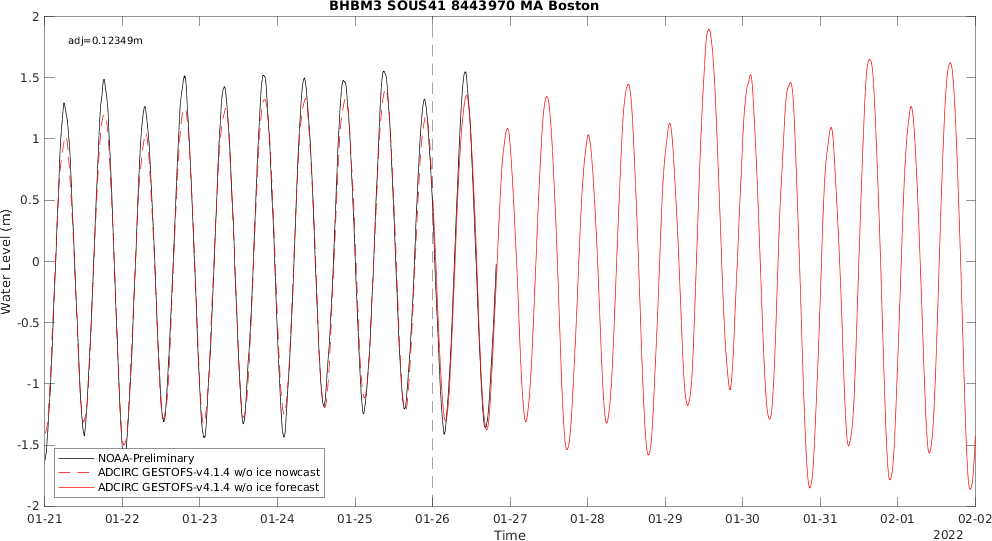 BHBM3 SOUS41 8443970 MA Boston
adj=0.12349m
2
1.5
1
0.5
0
-0.5
-1
-1.5
-2
Water Level (m)
NOAA-Preliminary
ADCIRC GESTOFS-v4.1.4 w/o ice nowcast
ADCIRC GESTOFS-v4.1.4 w/o ice forecast
01-21 01-22 01-23 01-24 01-25 01-26 01-27 01-28 01-29 01-30 01-31 02-01 02-02
Time
2022